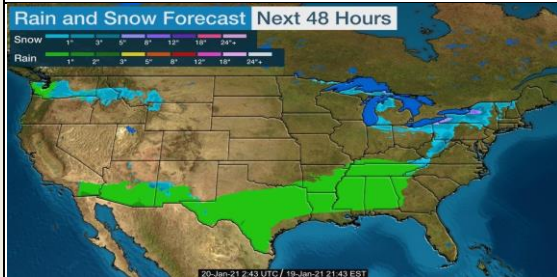 Rain and Snow Forecast Next 48 Hours
Snow
1" 3" 5" 8" 12" 18" 24"+
Rain
1" 2" 3" 5" 8" 12" 18" 24"+
20-Jan-21 2:43 UTC / 19-Jan-21 21:43 EST